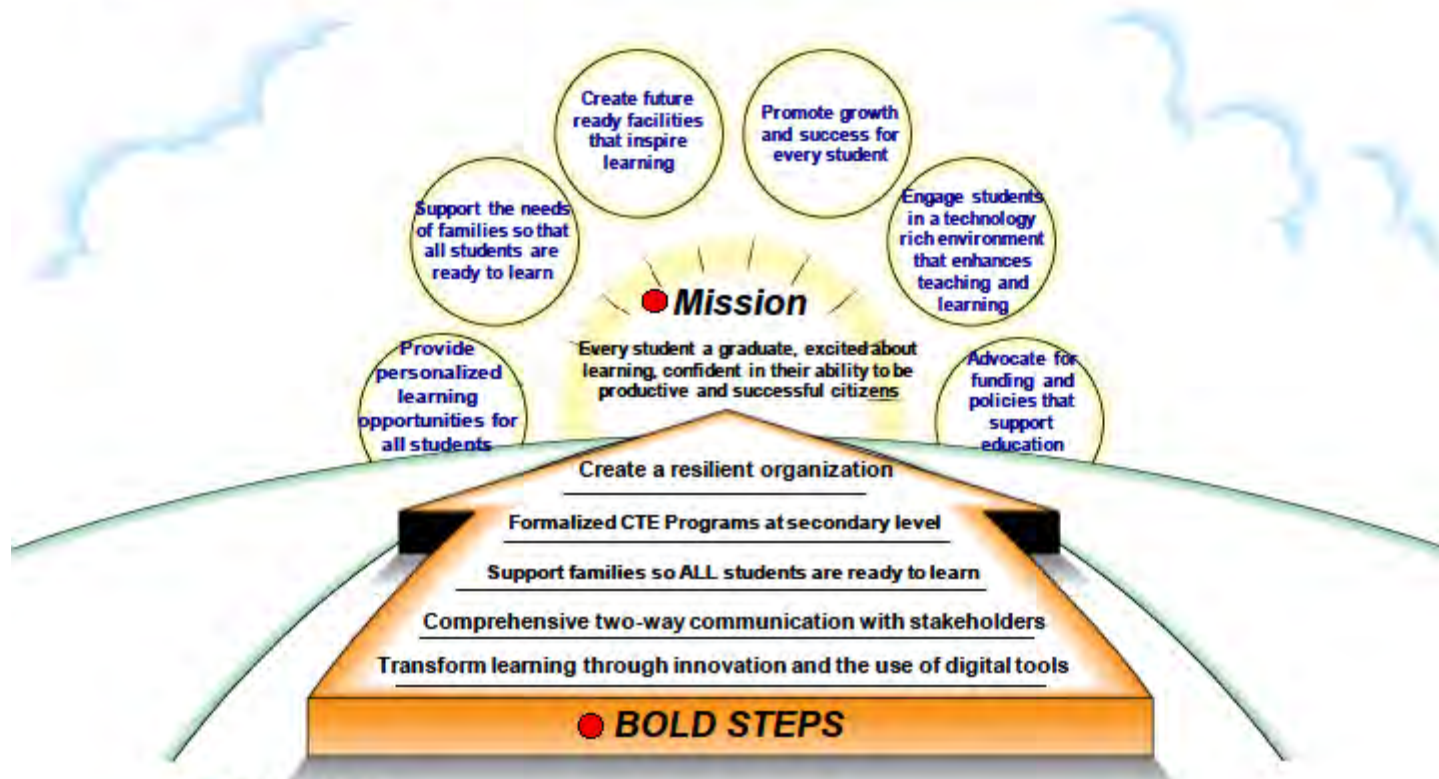 Create future
ready facilities
that inspire
learning
Promote growth
and success for
every student
Support the needs
of families so that
all students are
ready to learn
Engage students
in a technology
rich environment
that enhances
teaching and
learning
Provide
personalized
learning
opportunities for
all students
Advocate for
funding and
policies that
support
education
Mission
Every student a graduate, excited about
learning, confident in their ability to be
productive and successful citizens
Create a resilient organization
Formalized CTE Programs at secondary level
Support families so ALL students are ready to learn
Comprehensive two-way communication with stakeholders
Transform learning through innovation and the use of digital tools
BOLD STEPS